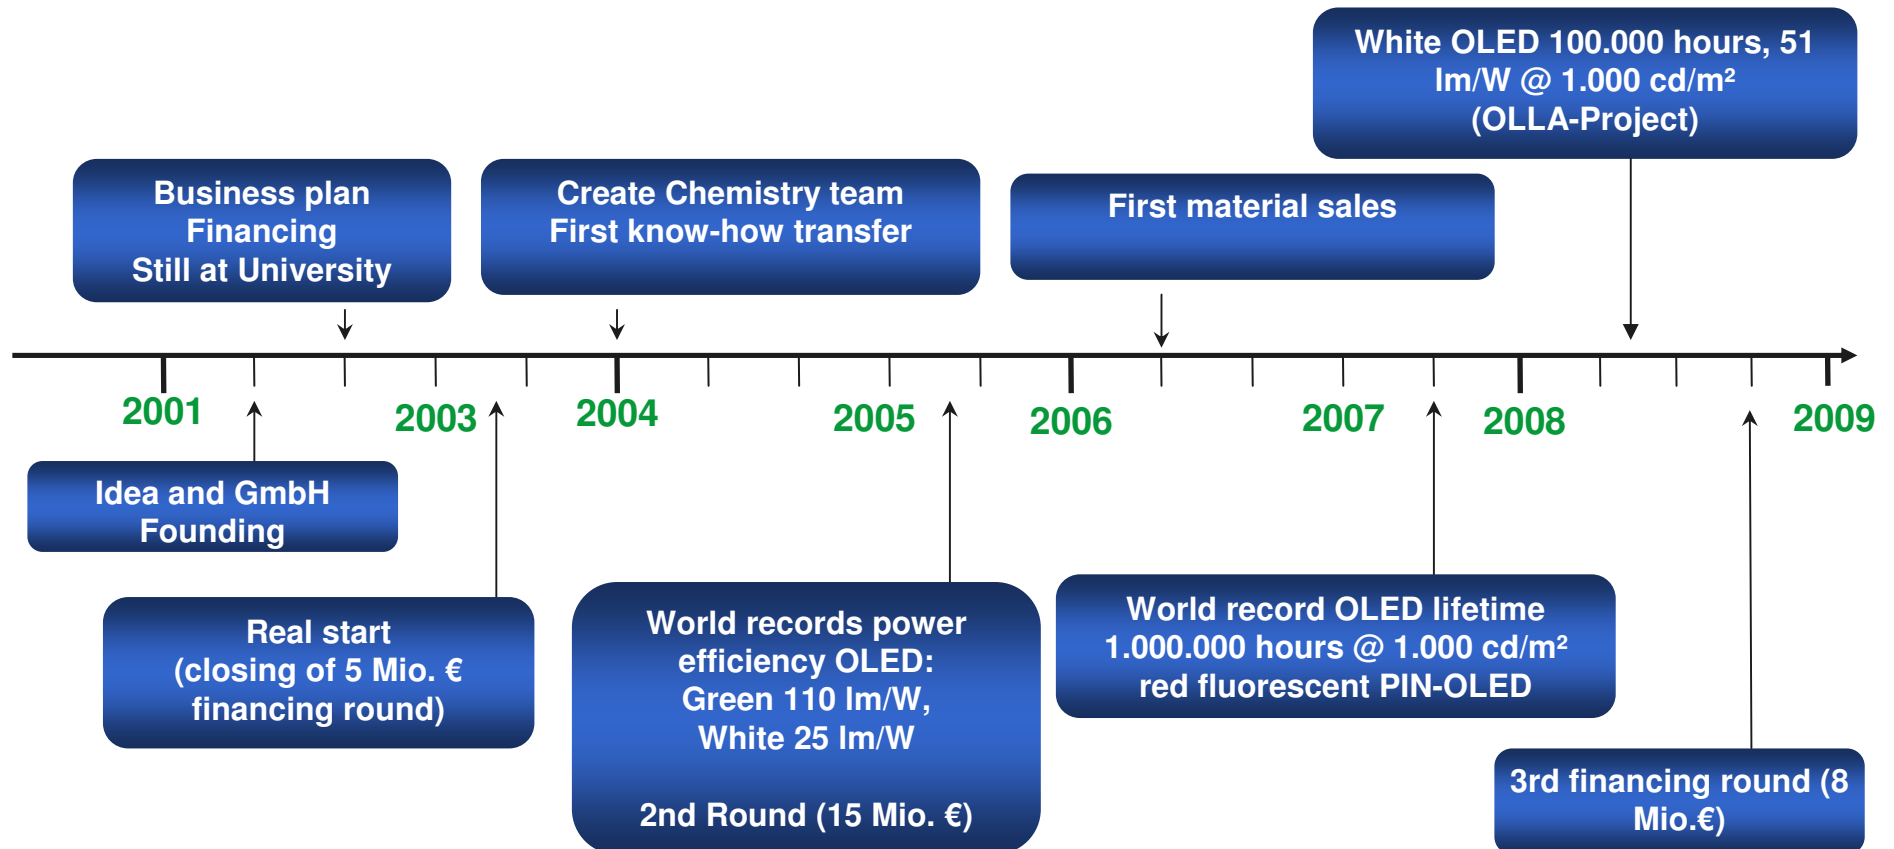 White OLED 100.000 hours, 51
lm/W @ 1.000 cd/m²
(OLLA-Project)
Business plan
Financing
Still at University
Create Chemistry team
First know-how transfer
First material sales
2001
2003
2004
2005
2006
2007
2008
2009
Idea and GmbH
Founding
Real start
(closing of 5 Mio. €
financing round)
World records power
efficiency OLED:
Green 110 lm/W,
White 25 lm/W
2nd Round (15 Mio. €)
World record OLED lifetime
1.000.000 hours @ 1.000 cd/m²
red fluorescent PIN-OLED
3rd financing round (8
Mio.€)